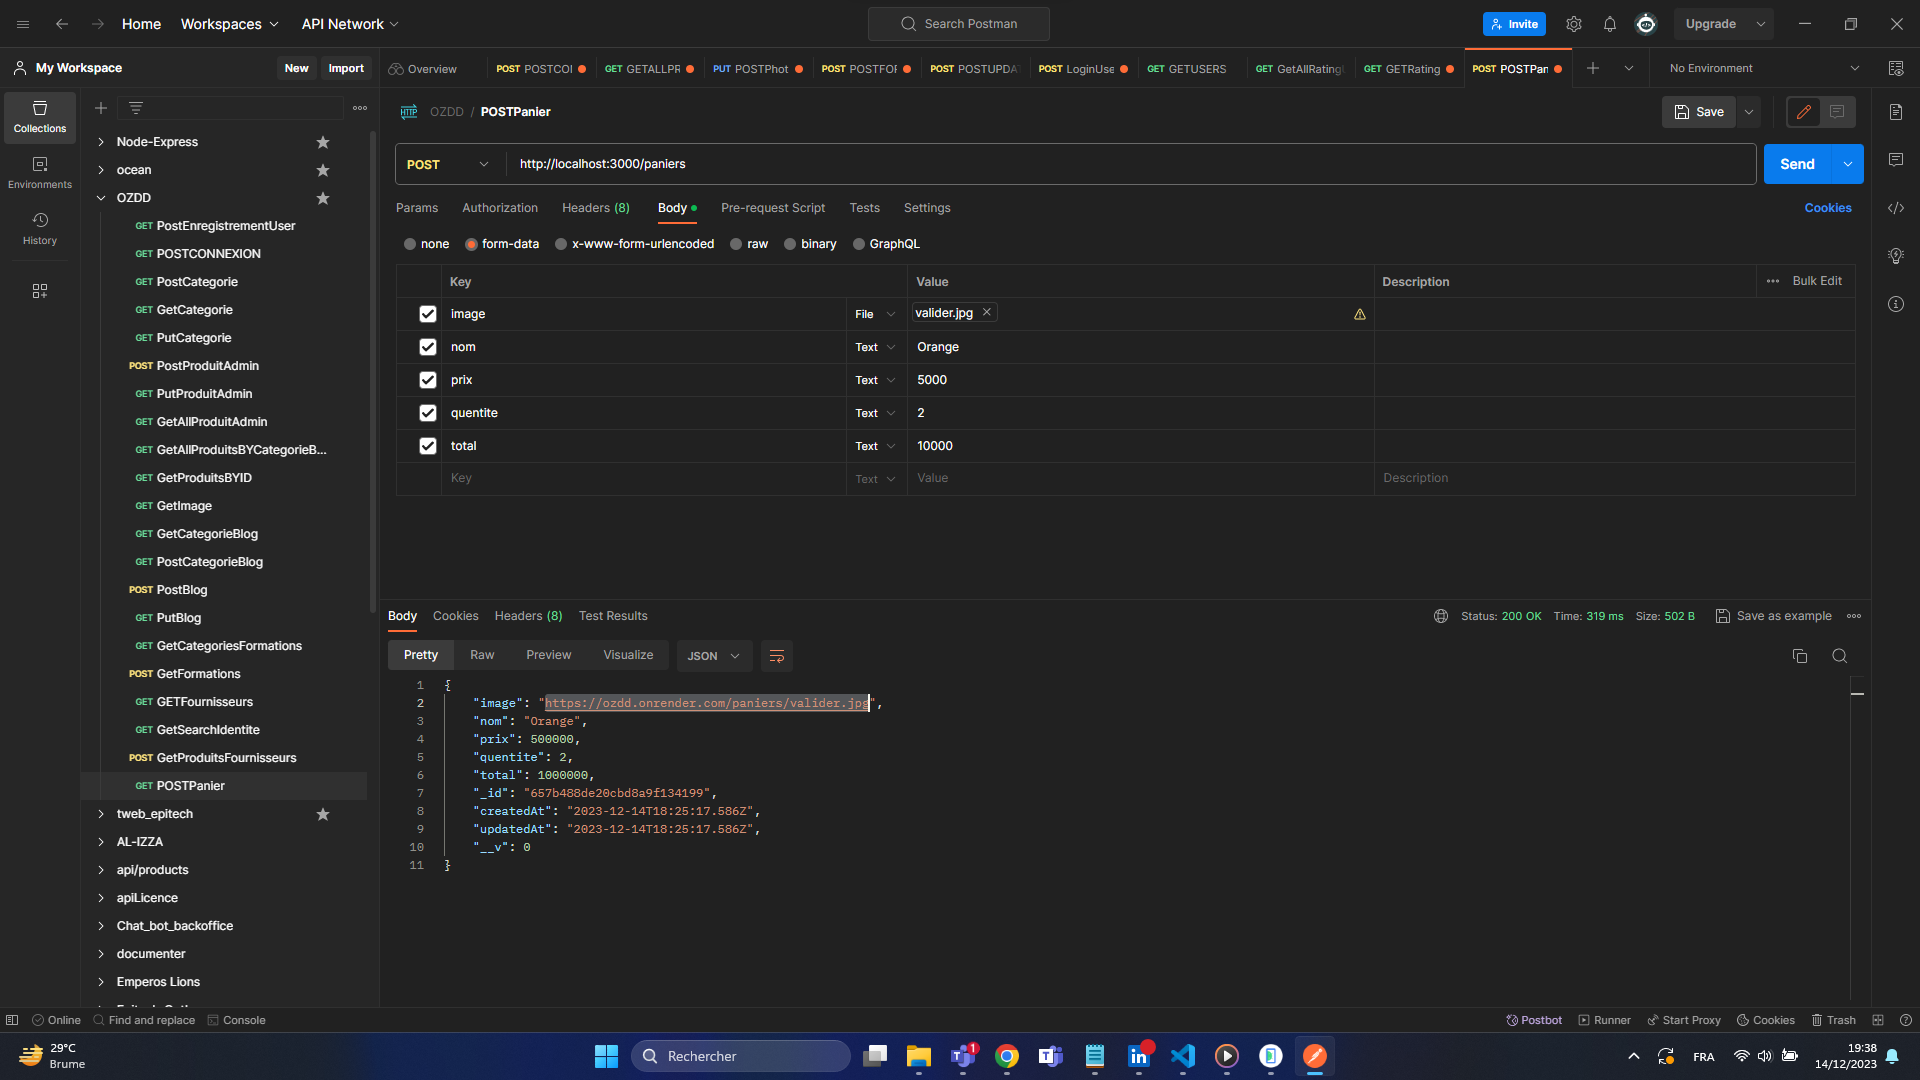 Home
Workspaces
API Network
Search Postman
Invite
Upgrade
My Workspace
New
Import
Overview
POST POSTCOI
GET GETALLPR
PUT POSTPhot
POST POSTFOI
POST POSTUPDA
POST LoginUse
GET GETUSERS
GET GetAllRating
GET GETRating
POST POSTPan
No Environment
Collections
Environments
History
Node-Express
ocean
OZDD
GET PostEnregistrementUser
GET POSTCONNEXION
GET PostCategorie
GET GetCategorie
GET PutCategorie
POST PostProduitAdmin
GET PutProduitAdmin
GET GetAllProduitAdmin
GET GetAllProduitsBYCategorieB...
GET GetProduitsBYID
GET GetImage
GET GetCategorieBlog
GET PostCategorieBlog
POST PostBlog
GET PutBlog
GET GetCategoriesFormations
POST GetFormations
GET GETFournisseurs
GET GetSearchIdentite
POST GetProduitsFournisseurs
GET POSTPanier
tweb_epitech
AL-IZZA
api/products
apiLicence
Chat_bot_backoffice
documenter
Emperos Lions
HTTP OZDD / POSTPanier
Save
POST
http://localhost:3000/paniers
Send
Params
Authorization
Headers (8)
Body
Pre-request Script
Tests
Settings
Cookies
none
form-data
x-www-form-urlencoded
raw
binary
GraphQL
Key Value Description Bulk Edit
image File valider.jpg
nom Text Orange
prix Text 5000
quentite Text 2
total Text 10000
Key Text Value Description
Body
Cookies
Headers (8)
Test Results
Status: 200 OK
Time: 319 ms
Size: 502 B
Save as example
Pretty
Raw
Preview
Visualize
JSON
1 {
2 "image": "https://ozdd.onrender.com/paniers/valider.jpg",
3 "nom": "Orange",
4 "prix": 500000,
5 "quentite": 2,
6 "total": 1000000,
7 "_id": "657b488de20cbd8a9f134199",
8 "createdAt": "2023-12-14T18:25:17.586Z",
9 "updatedAt": "2023-12-14T18:25:17.586Z",
10 "__v": 0
11 }
Online
Find and replace
Console
Postbot
Runner
Start Proxy
Cookies
Trash
29°C
Brume
Rechercher
1
FRA
19:38
14/12/2023